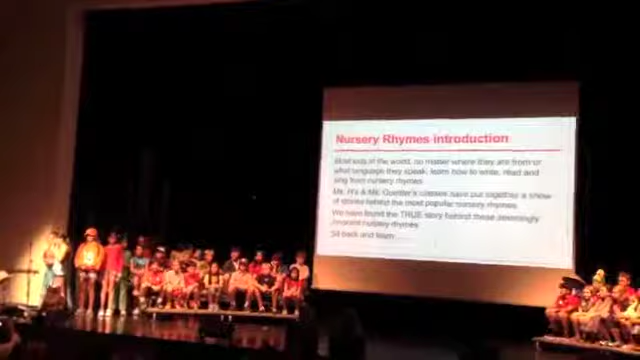 Nursery Rhymes introduction
Most kids of the world, no matter where they are from or
what language they speak, learn how to write, read and
sing from nursery rhymes.
Ms. H's & Mr. classes have put together a show
of stories behind the most popular nursery rhymes.
We have found the TRUE story behind these seemingly
innocent nursery rhymes.
Sit back and learn